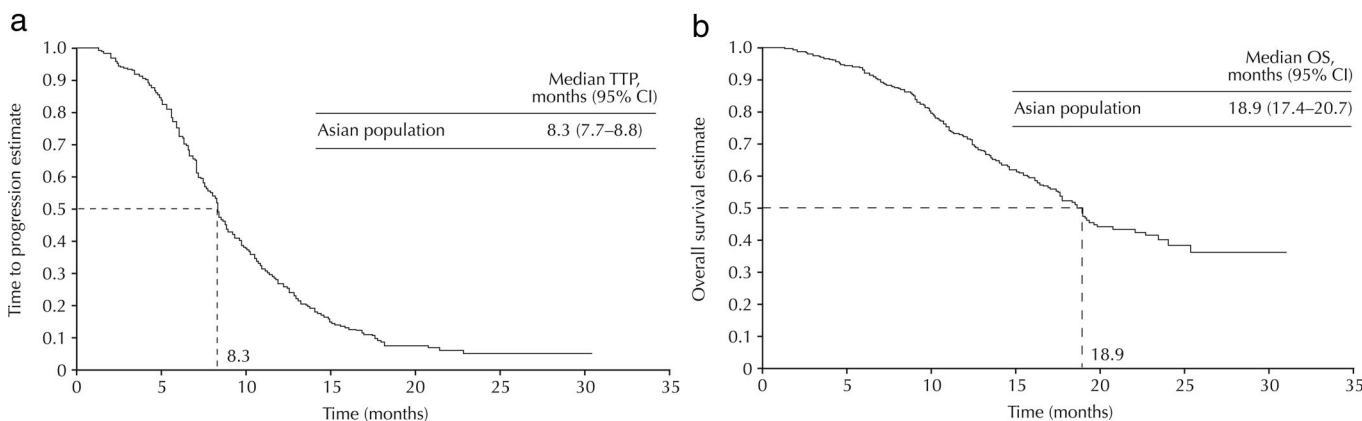 a
Time to progression estimate
1.0
0.9
0.8
0.7
0.6
0.5
0.4
0.3
0.2
0.1
0
Median TTP,
months (95% CI)
Asian population 8.3 (7.7–8.8)
8.3
0 5 10 15 20 25 30 35
Time (months)
b
Overall survival estimate
1.0
0.9
0.8
0.7
0.6
0.5
0.4
0.3
0.2
0.1
0
Median OS,
months (95% CI)
Asian population 18.9 (17.4–20.7)
18.9
0 5 10 15 20 25 30 35
Time (months)